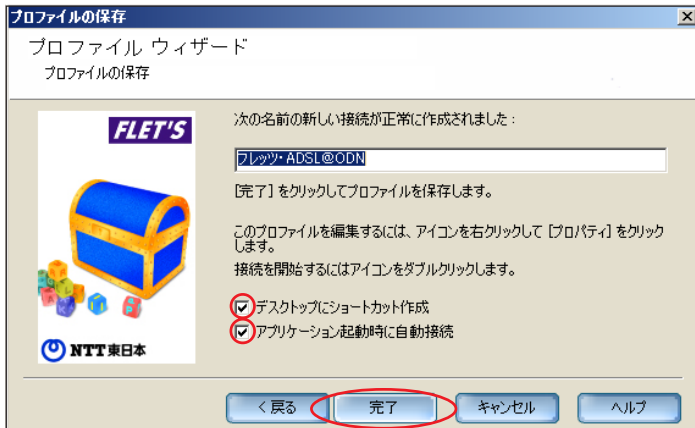 プロファイルの保存
プロファイル ウィザード
プロファイルの保存
FLET'S
NTT東日本
次の名前の新しい接続が正常に作成されました：
フレッツ・ADSL@ODN
[完了] をクリックしてプロファイルを保存します。
このプロファイルを編集するには、アイコンを右クリックして [プロパティ] をクリック
します。
接続を開始するにはアイコンをダブルクリックします。
デスクトップにショートカット作成
アプリケーション起動時に自動接続
< 戻る
完了
キャンセル
ヘルプ